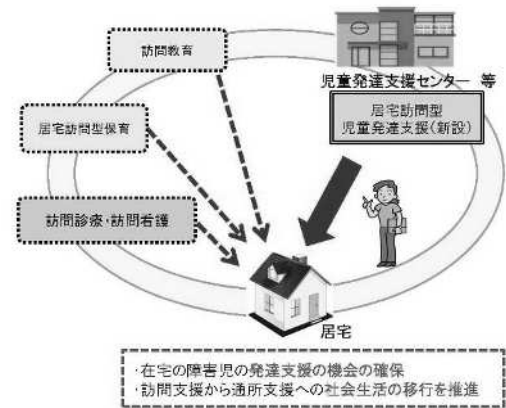 訪問教育
児童発達支援センター 等
居宅訪問型
児童発達支援(新設)
居宅訪問型保育
訪問診療・訪問看護
居宅
・在宅の障害児の発達支援の機会の確保
・訪問支援から通所支援への社会生活の移行を推進